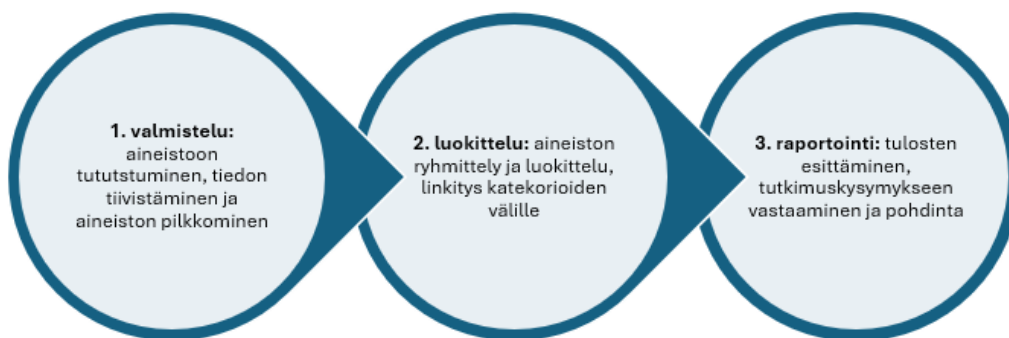 1. valmistelu:
aineistoon
tututstuminen, tiedon
tiivistäminen ja
aineiston pilkkominen
2. luokittelu: aineiston
ryhmittely ja luokittelu,
linkitys katekorioiden
välille
3. raportointi: tulosten
esittäminen,
tutkimuskysymykseen
vastaaminen ja pohdinta